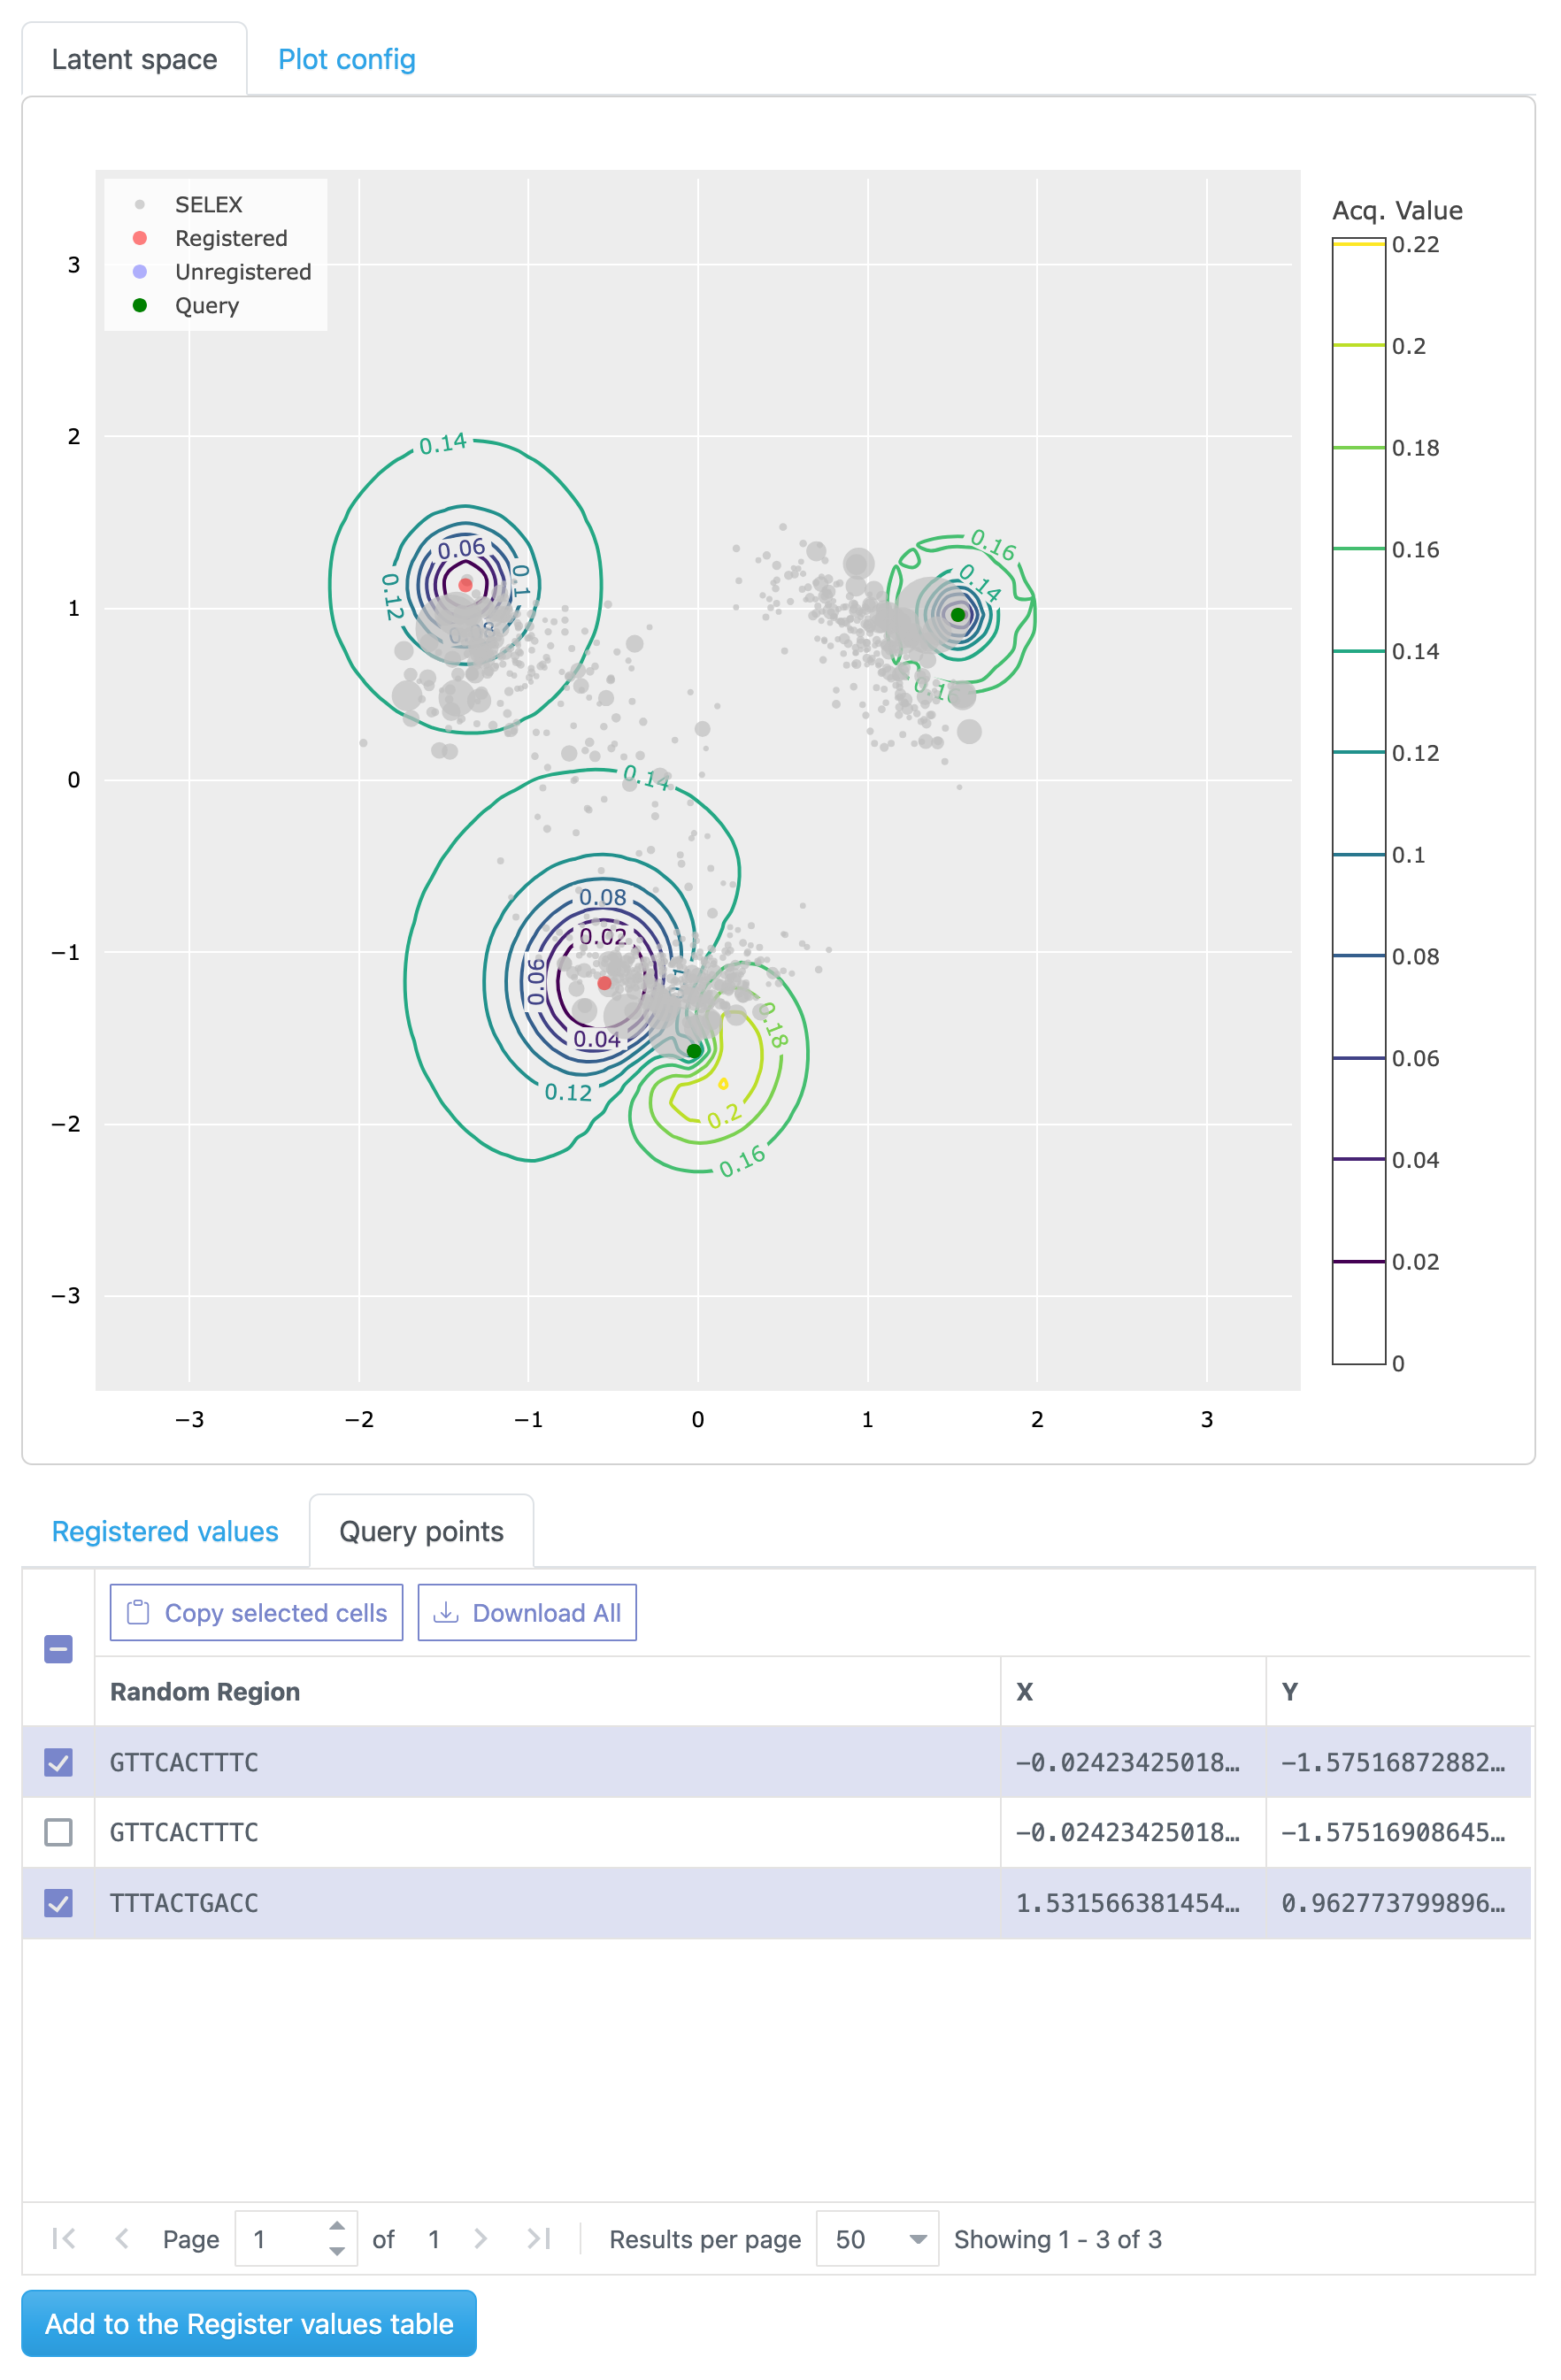 Latent space Plot config
SELEX
Registered
Unregistered
Query
Acq. Value
0.22
0.2
0.18
0.16
0.14
0.12
0.1
0.08
0.06
0.04
0.02
0
3
2
1
0
−1
−2
−3
0.14
0.06
0.12
0.1
0.16
0.14
0.14
0.08
0.02
0.06
0.04
0.12
0.18
0.2
0.16
−3 −2 −1 0 1 2 3
Registered values Query points
Copy selected cells Download All
Random Region X Y
GTTCACTTTC −0.02423425018… −1.57516872882…
GTTCACTTTC −0.02423425018… −1.57516908645…
TTTACTGACC 1.531566381454… 0.962773799896…
Page 1 of 1 Results per page 50 Showing 1 - 3 of 3
Add to the Register values table